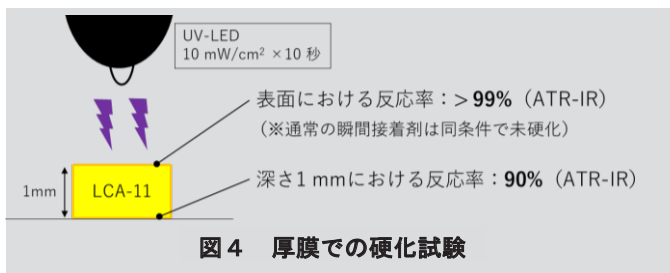 UV-LED
10 mW/cm² ×10 秒
表面における反応率：> 99%（ATR-IR）
（※通常の瞬間接着剤は同条件で未硬化）
1mm
LCA-11
深さ1 mmにおける反応率：90%（ATR-IR）
図４　厚膜での硬化試験